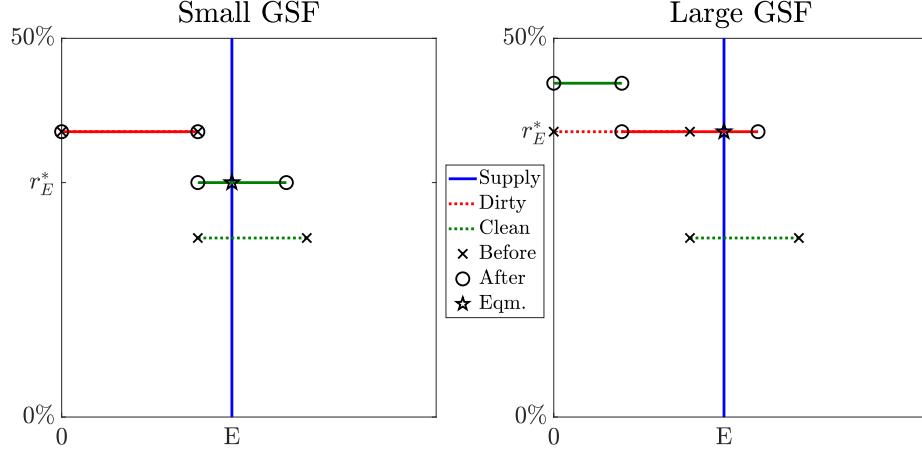 Small GSF
50%
r*E
0%
0
E
Large GSF
50%
r*E
0%
0
E
Supply
Dirty
Clean
Before
After
Eqm.